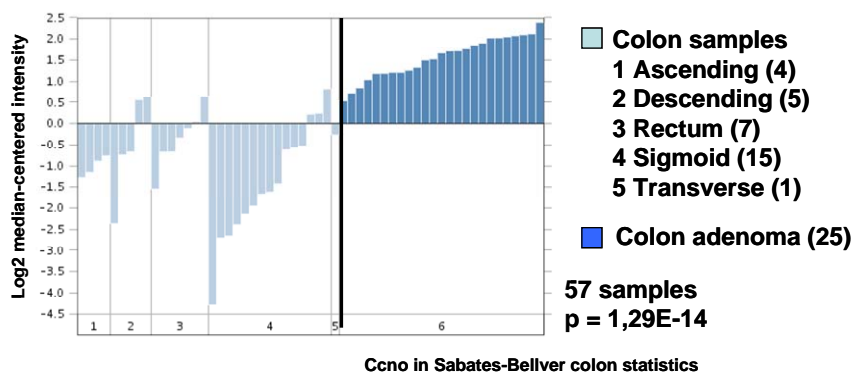 Log2 median-centered intensity
2.5
2.0
1.5
1.0
0.5
0.0
-0.5
-1.0
-1.5
-2.0
-2.5
-3.0
-3.5
-4.0
-4.5
1 2 3 4 5 6
Colon samples
1 Ascending (4)
2 Descending (5)
3 Rectum (7)
4 Sigmoid (15)
5 Transverse (1)
Colon adenoma (25)
57 samples
p = 1,29E-14
Ccno in Sabates-Bellver colon statistics